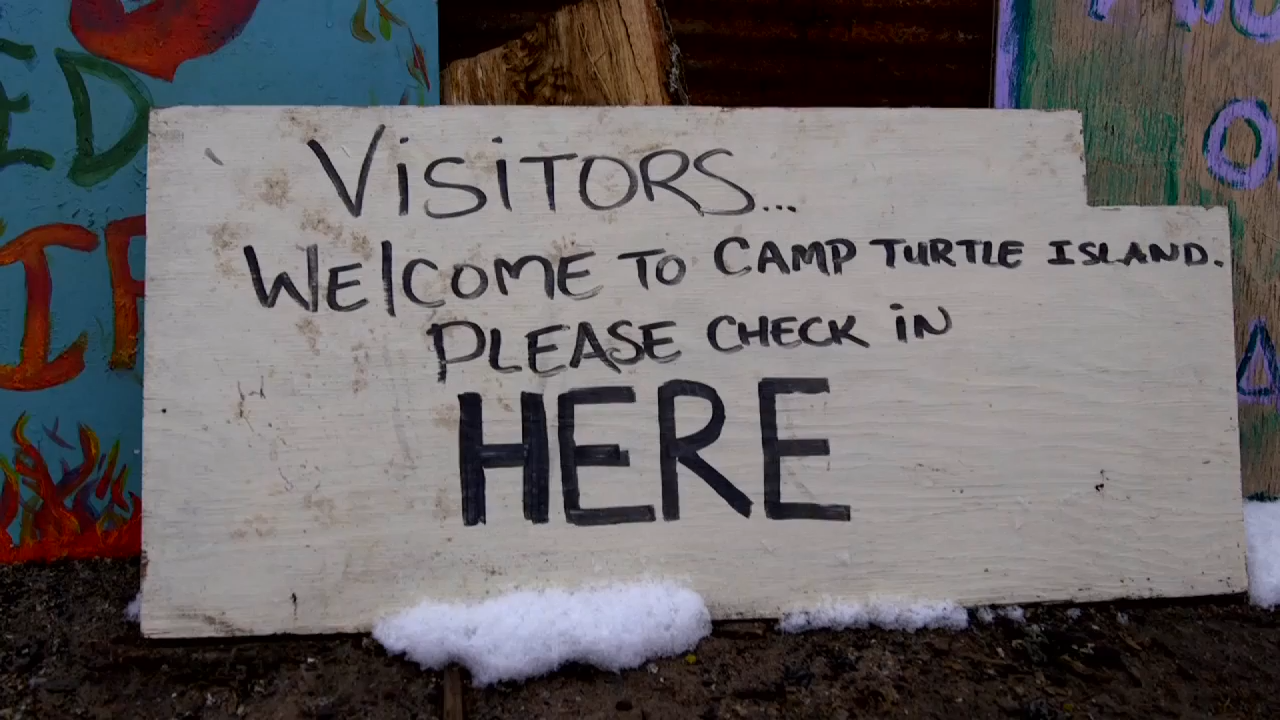 VISITORS...
WELCOME TO CAMP TURTLE ISLAND.
PLEASE CHECK IN
HERE